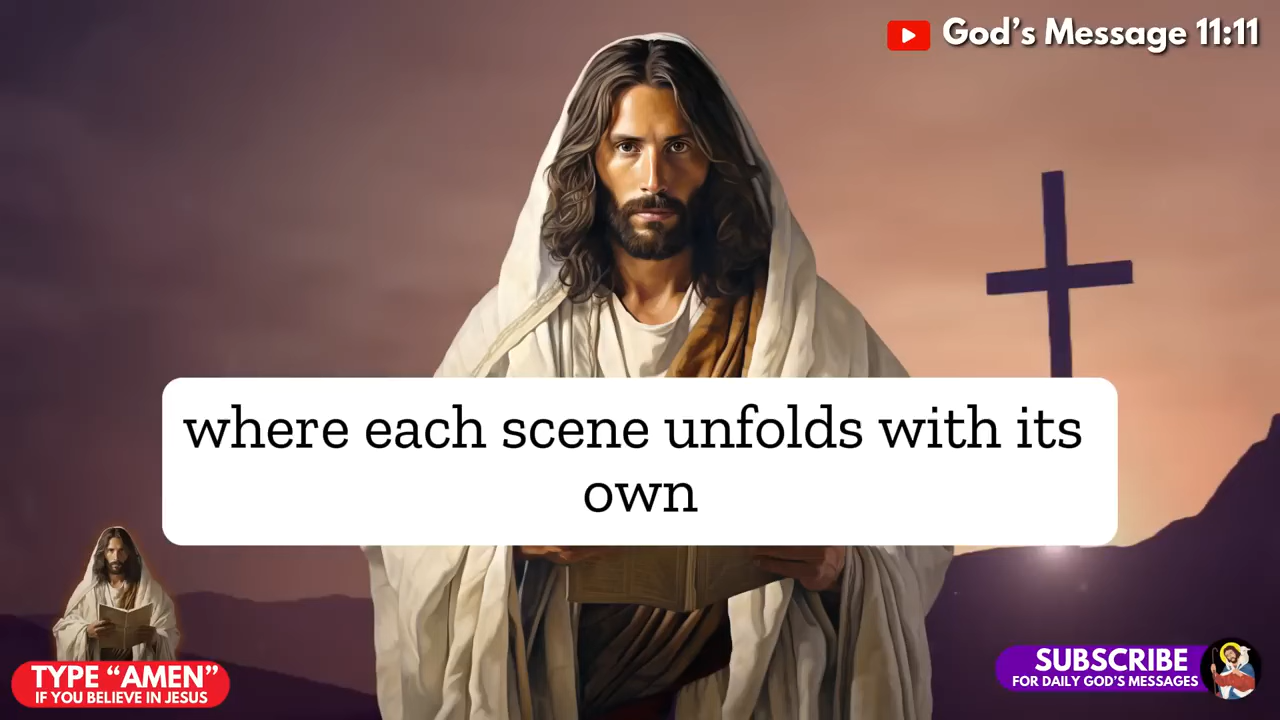 God’s Message 11:11
where each scene unfolds with its
own
TYPE “AMEN”
IF YOU BELIEVE IN JESUS
SUBSCRIBE
FOR DAILY GOD’S MESSAGES